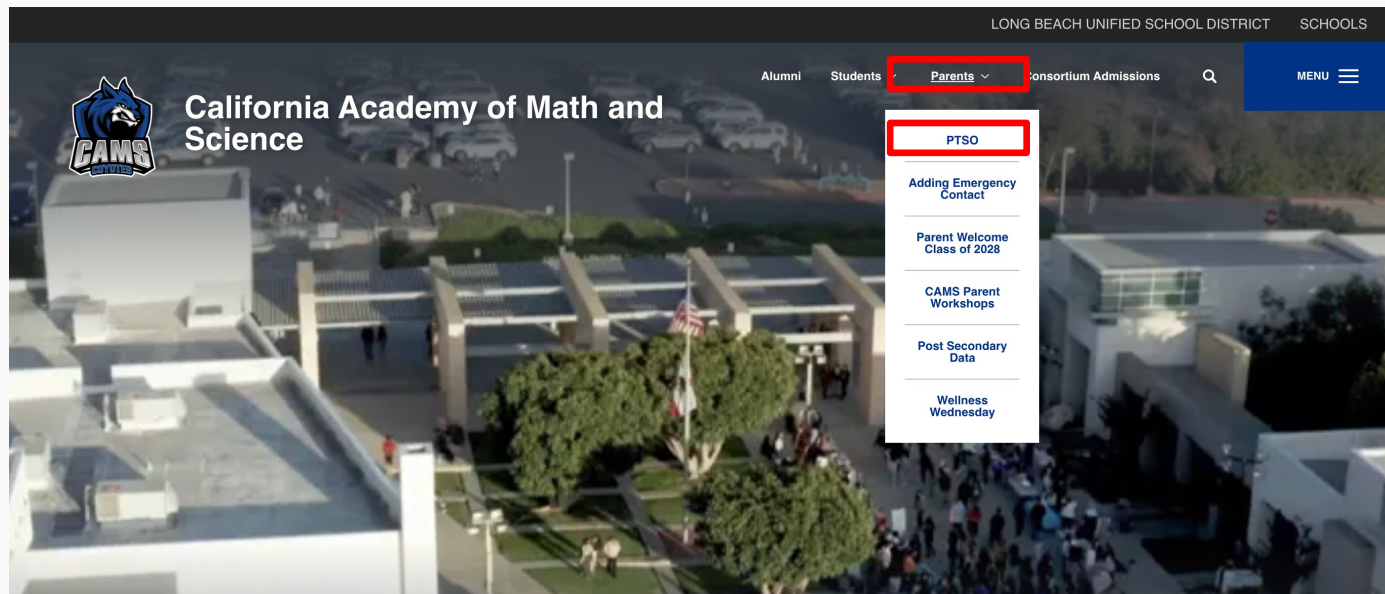 LONG BEACH UNIFIED SCHOOL DISTRICT SCHOOLS
Alumni Students Parents Consortium Admissions MENU
California Academy of Math and
Science
CAMS
COYOTES
PTSO
Adding Emergency
Contact
Parent Welcome
Class of 2028
CAMS Parent
Workshops
Post Secondary
Data
Wellness
Wednesday